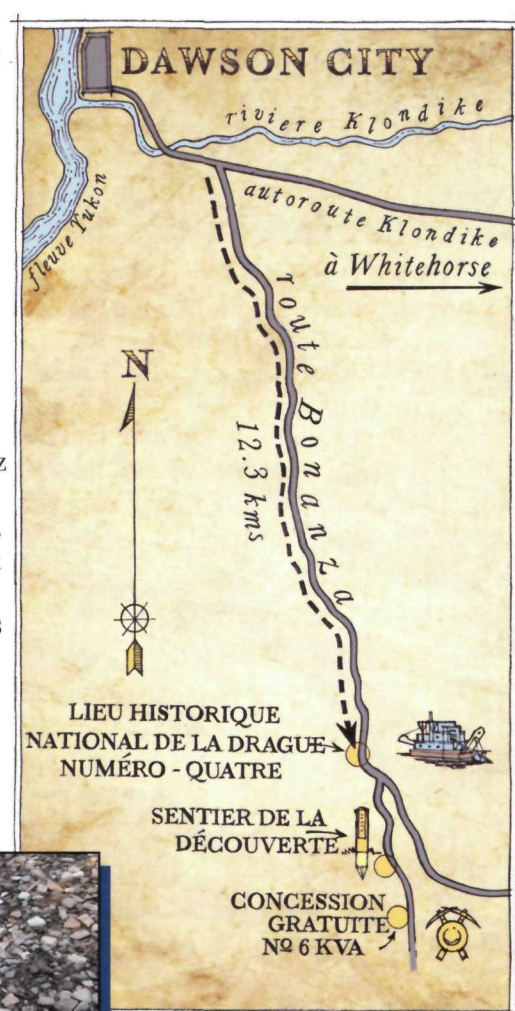 DAWSON CITY
riviere Klondike
fleuve Yukon
autoroute Klondike
à Whitehorse
route Bonanza
12.3 kms
N
LIEU HISTORIQUE
NATIONAL DE LA DRAGUE
NUMÉRO - QUATRE
SENTIER DE LA
DÉCOUVERTE
CONCESSION
GRATUITE
Nº 6 KVA